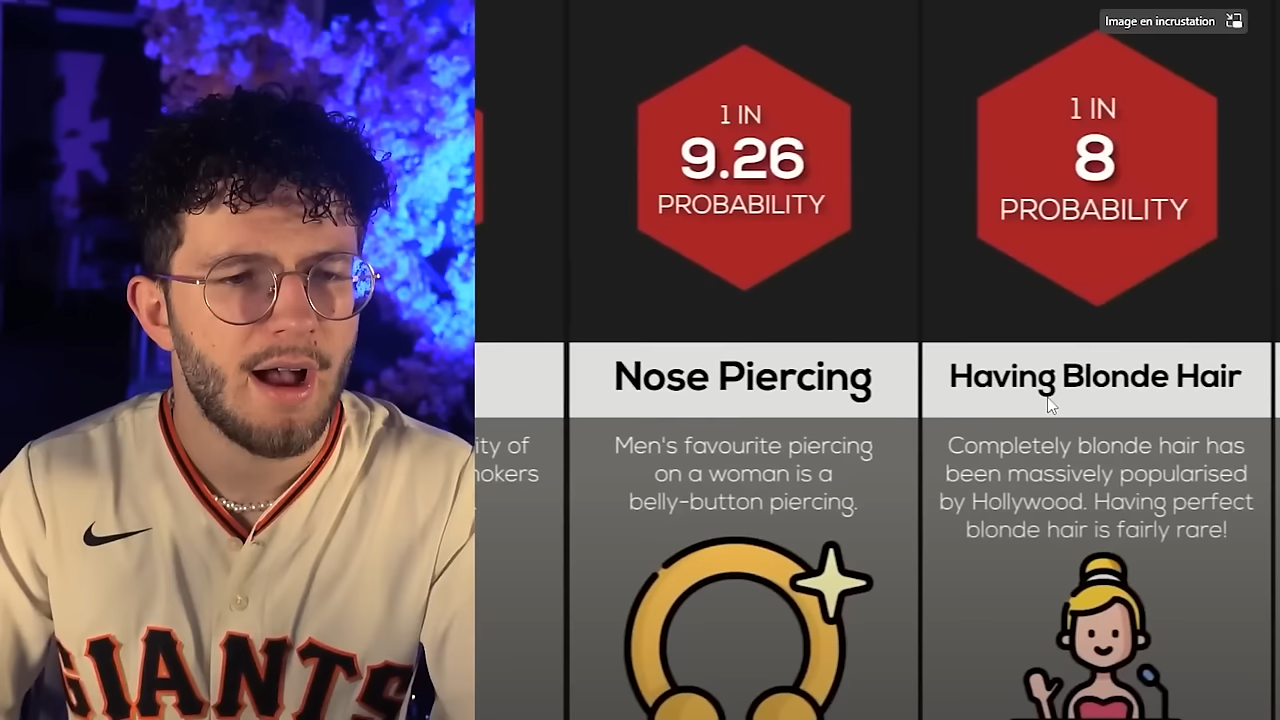 Image en incrustation
1 IN
9.26
PROBABILITY
1 IN
8
PROBABILITY
Nose Piercing
Having Blonde Hair
ity of
nokers
Men's favourite piercing
on a woman is a
belly-button piercing.
Completely blonde hair has
been massively popularised
by Hollywood. Having perfect
blonde hair is fairly rare!
GIANTS